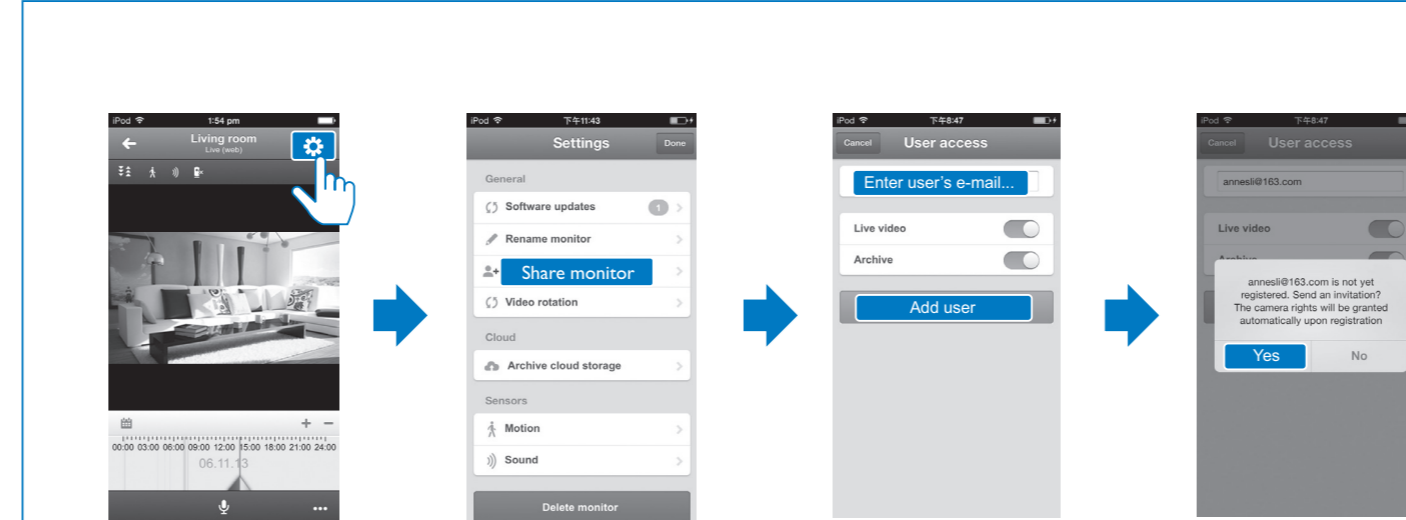 iPod 1:54 pm
Living room
Live (web)
00:00 03:00 06:00 09:00 12:00 15:00 18:00 21:00 24:00
06.11.13
iPod 下午11:43
Settings Done
General
Software updates 1
Rename monitor
Share monitor
Video rotation
Cloud
Archive cloud storage
Sensors
Motion
Sound
Delete monitor
iPod 下午8:47
Cancel User access
Enter user's e-mail...
Live video
Archive
Add user
iPod 下午8:47
Cancel User access
annesli@163.com
Live video
Archive
annesli@163.com is not yet
registered. Send an invitation?
The camera rights will be granted
automatically upon registration
Yes No